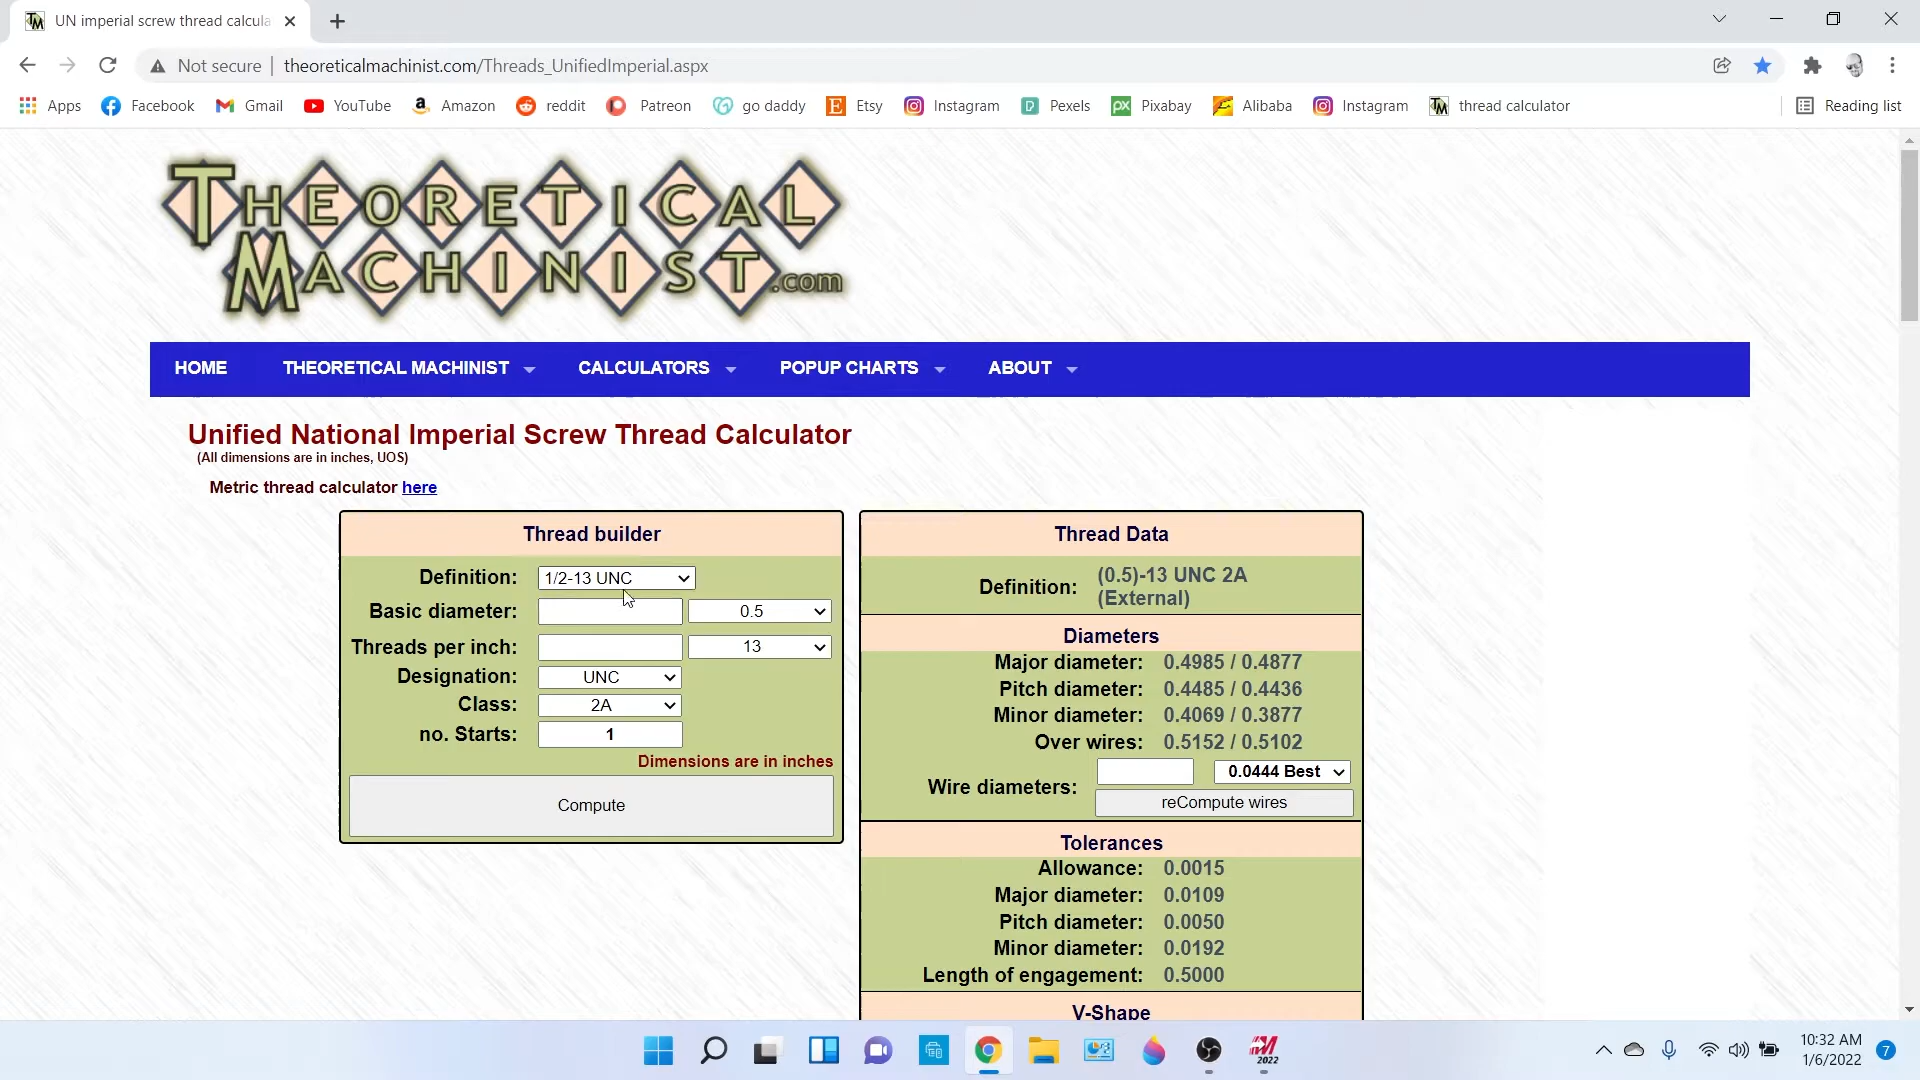 UN imperial screw thread calcula
Not secure
theoreticalmachinist.com/Threads_UnifiedImperial.aspx
Apps
Facebook
Gmail
YouTube
Amazon
reddit
Patreon
go daddy
Etsy
Instagram
Pexels
Pixabay
Alibaba
Instagram
thread calculator
Reading list
THEORETICAL
MACHINIST.com
HOME
THEORETICAL MACHINIST
CALCULATORS
POPUP CHARTS
ABOUT
Unified National Imperial Screw Thread Calculator
(All dimensions are in inches, UOS)
Metric thread calculator here
Thread builder
Definition: 1/2-13 UNC
Basic diameter: 0.5
Threads per inch: 13
Designation: UNC
Class: 2A
no. Starts: 1
Dimensions are in inches
Compute
Thread Data
Definition: (0.5)-13 UNC 2A
(External)
Diameters
Major diameter: 0.4985 / 0.4877
Pitch diameter: 0.4485 / 0.4436
Minor diameter: 0.4069 / 0.3877
Over wires: 0.5152 / 0.5102
Wire diameters: 0.0444 Best
reCompute wires
Tolerances
Allowance: 0.0015
Major diameter: 0.0109
Pitch diameter: 0.0050
Minor diameter: 0.0192
Length of engagement: 0.5000
V-Shape
2022
10:32 AM
1/6/2022
7